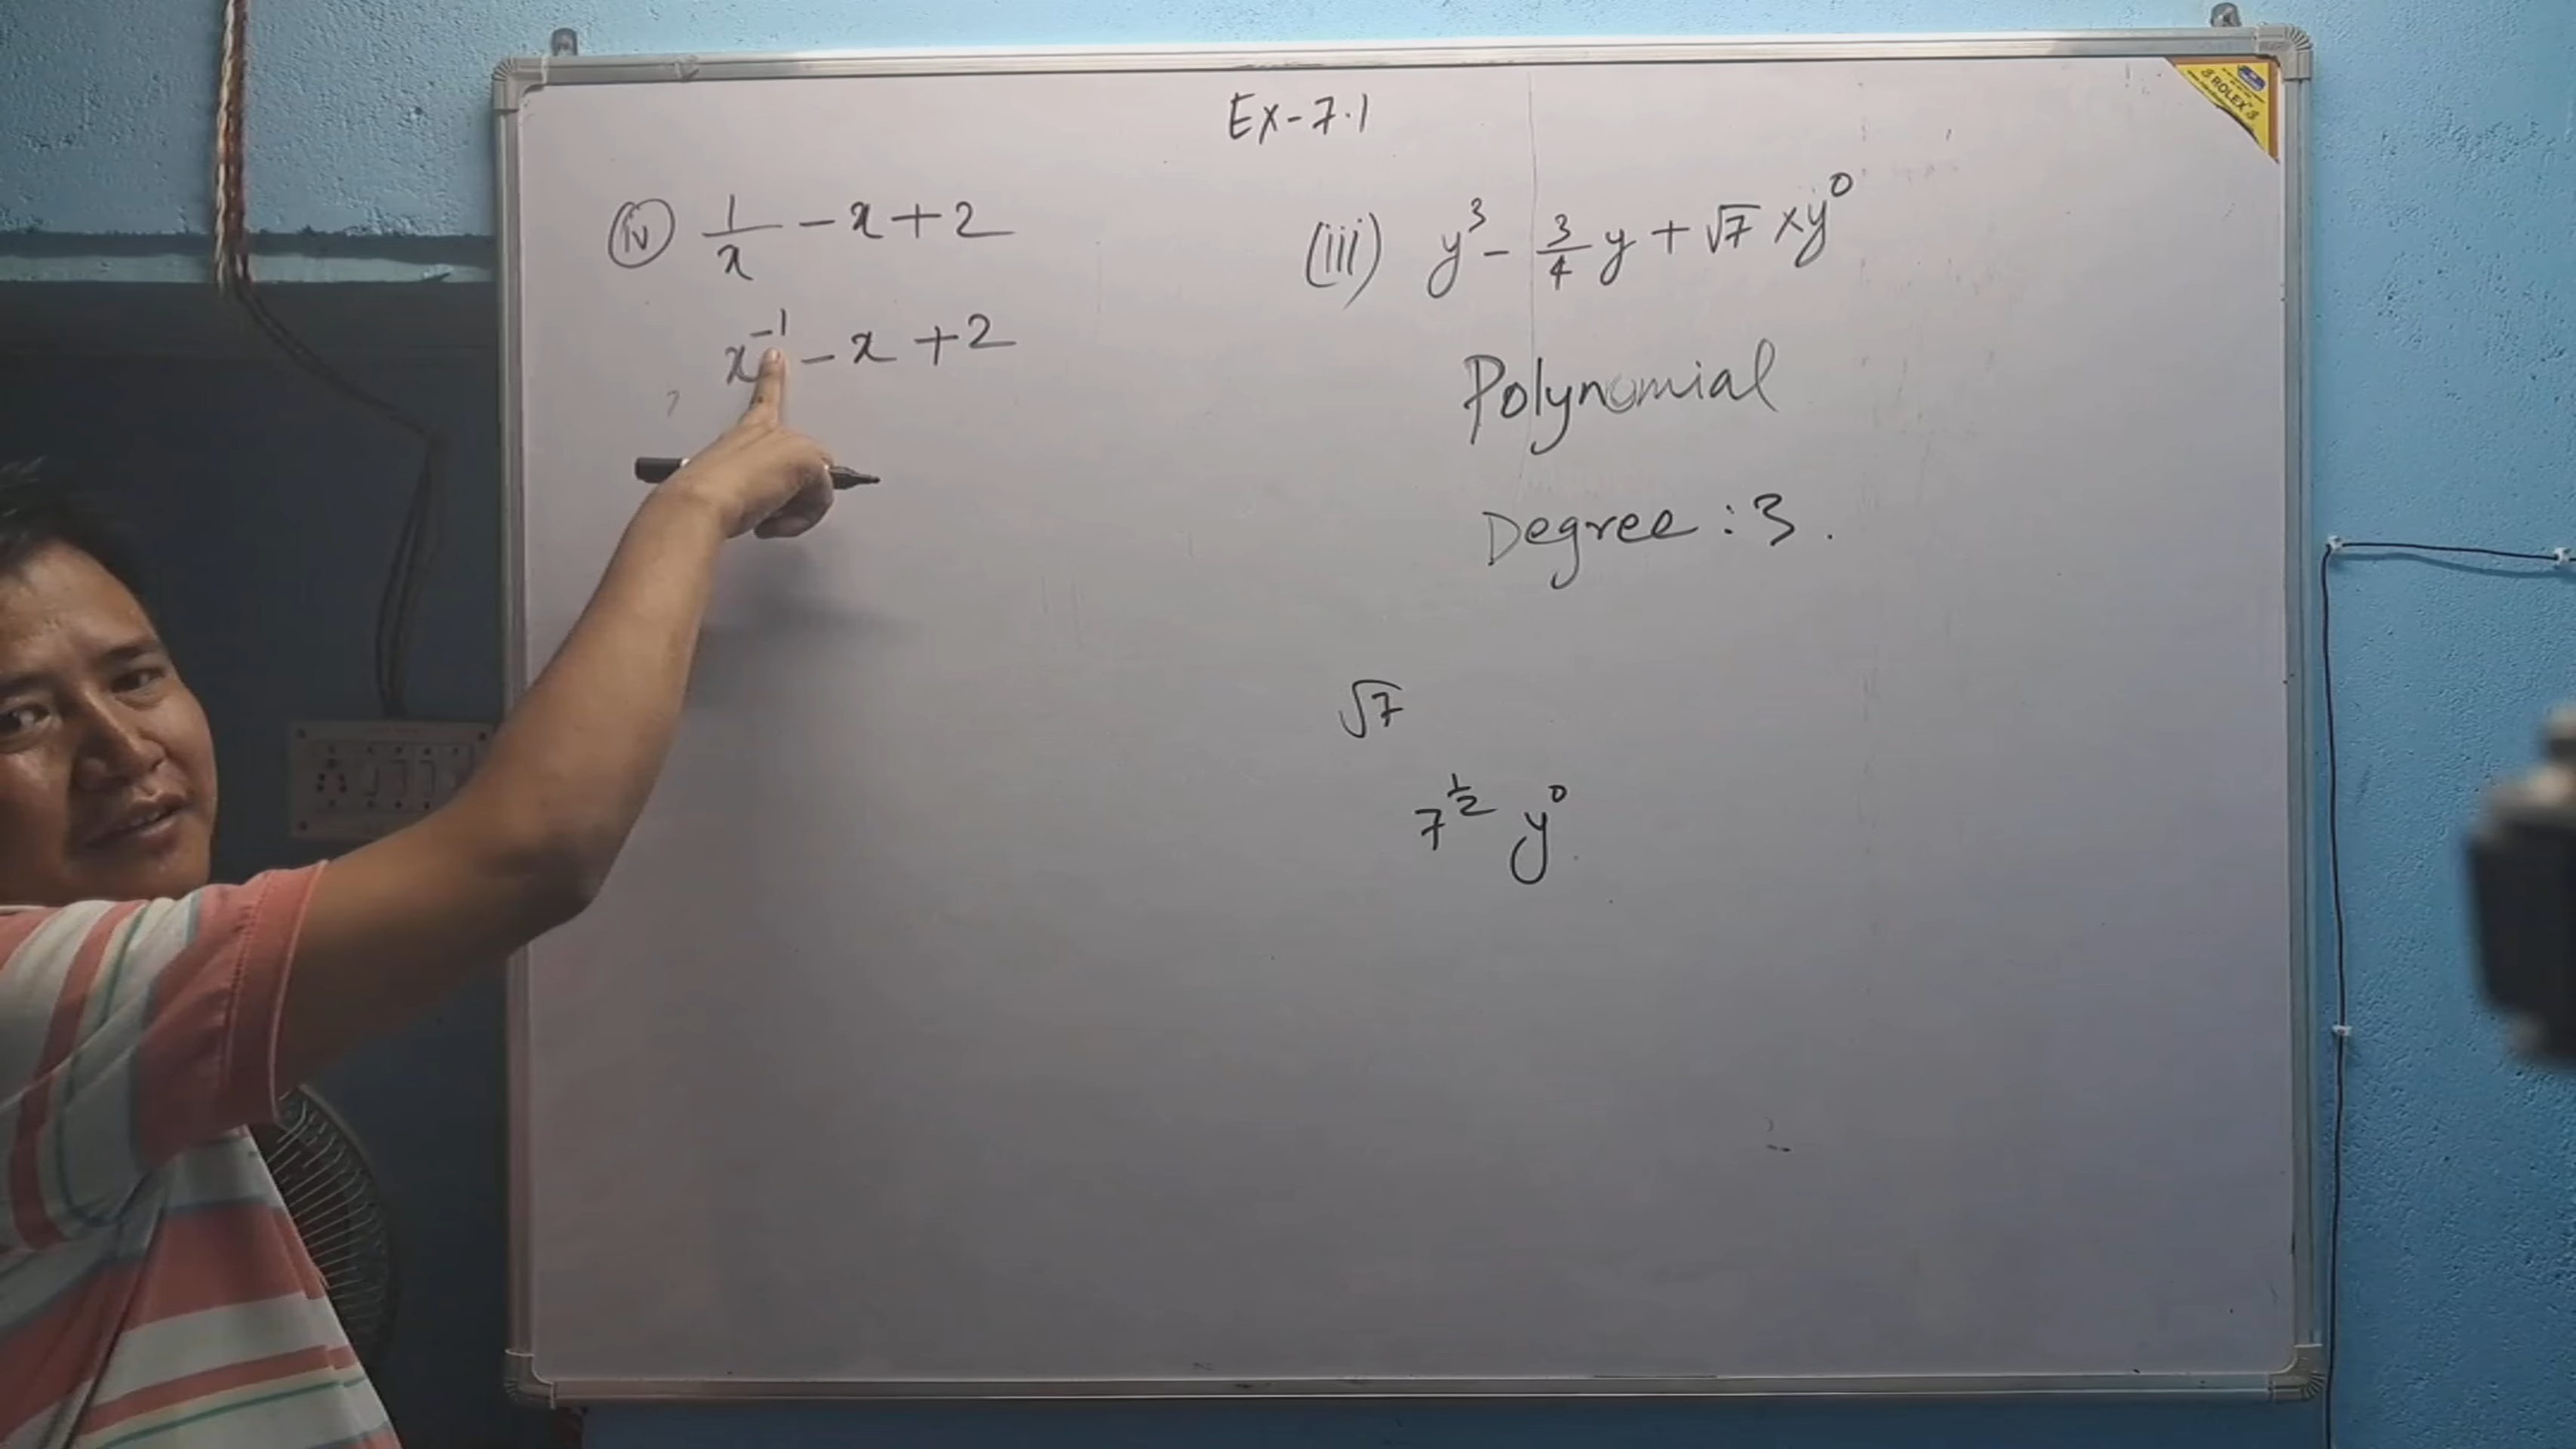 Ex-7.1
(iv) 1/x - x + 2
x⁻¹ - x + 2
(iii) y³ - 3/4 y + √7 × y⁰
Polynomial
Degree : 3 .
√7
7^½ y⁰
ROLEX